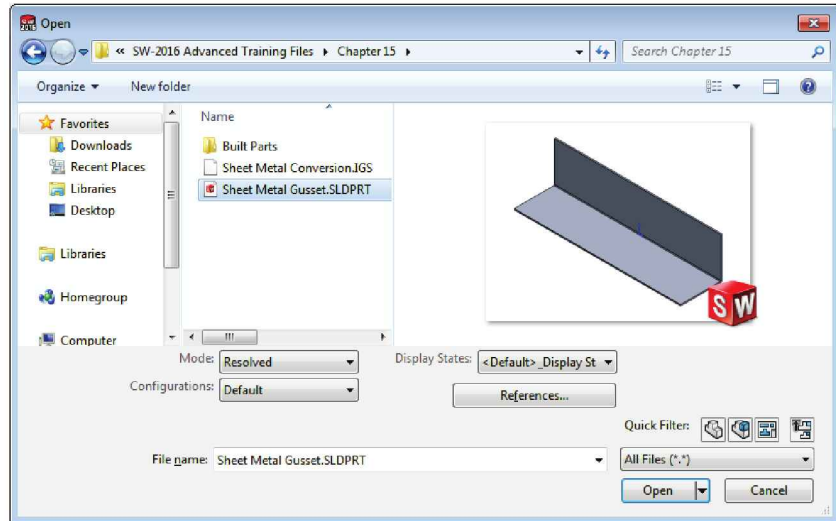 Open
« SW-2016 Advanced Training Files ▸ Chapter 15 ▸
Search Chapter 15
Organize
New folder
Favorites
Downloads
Recent Places
Libraries
Desktop
Libraries
Homegroup
Computer
Name
Built Parts
Sheet Metal Conversion.IGS
Sheet Metal Gusset.SLDPRT
SW
Mode: Resolved
Display States: <Default>_Display St
Configurations: Default
References...
Quick Filter:
File name: Sheet Metal Gusset.SLDPRT
All Files (*.*)
Open
Cancel